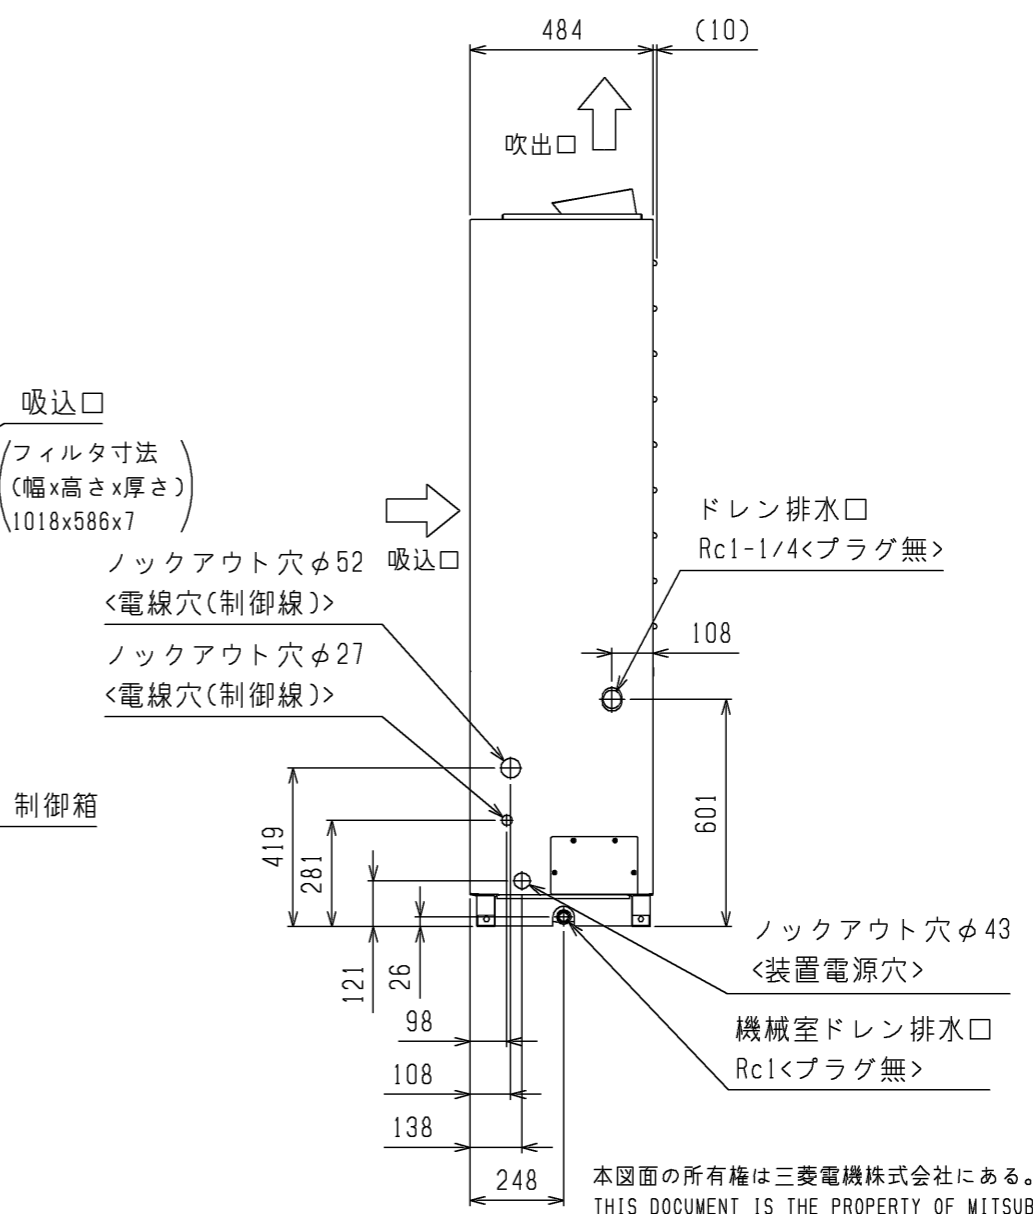 484
(10)
吹出口
吸込口
フィルタ寸法
(幅x高さx厚さ)
1018x586x7
吸込口
ドレン排水口
Rc1-1/4<プラグ無>
ノックアウト穴φ52
<電線穴(制御線)>
ノックアウト穴φ27
<電線穴(制御線)>
108
制御箱
419
281
121
26
601
ノックアウト穴φ43
<装置電源穴>
機械室ドレン排水口
Rc1<プラグ無>
98
108
138
248
本図面の所有権は三菱電機株式会社にある。
THIS DOCUMENT IS THE PROPERTY OF MITSUB